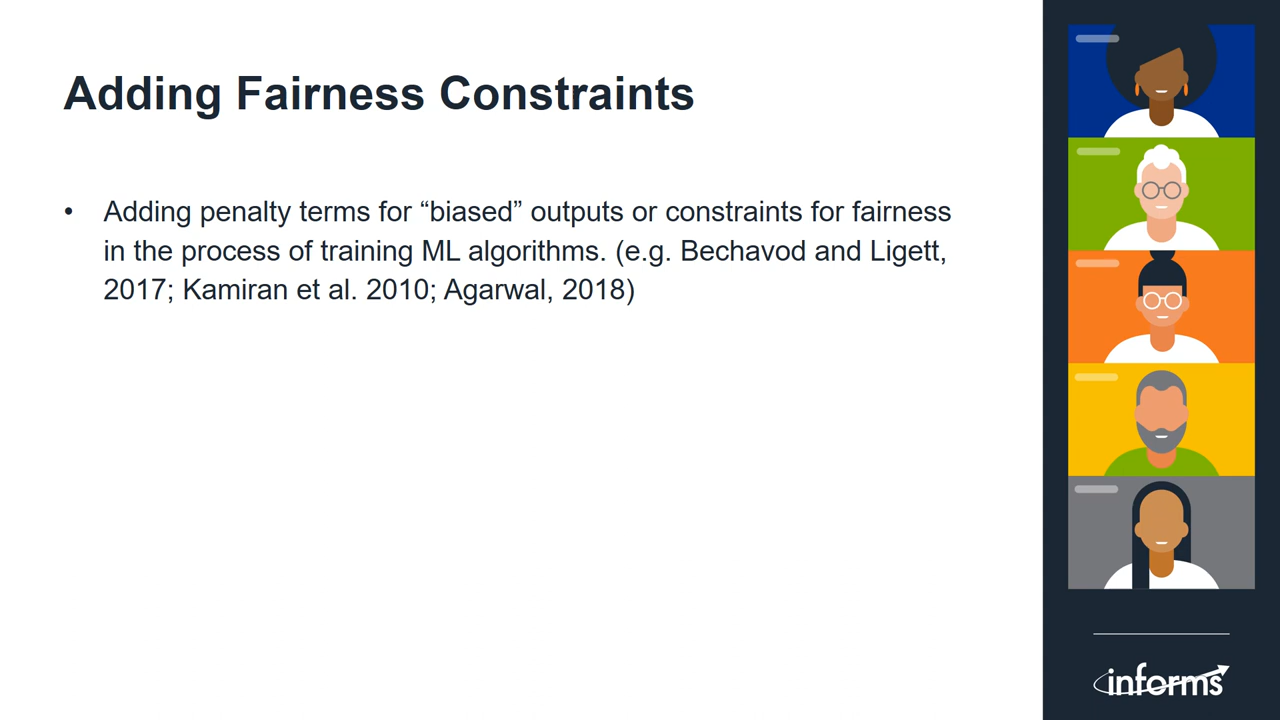 Adding Fairness Constraints
• Adding penalty terms for “biased” outputs or constraints for fairness
in the process of training ML algorithms. (e.g. Bechavod and Ligett,
2017; Kamiran et al. 2010; Agarwal, 2018)
informs